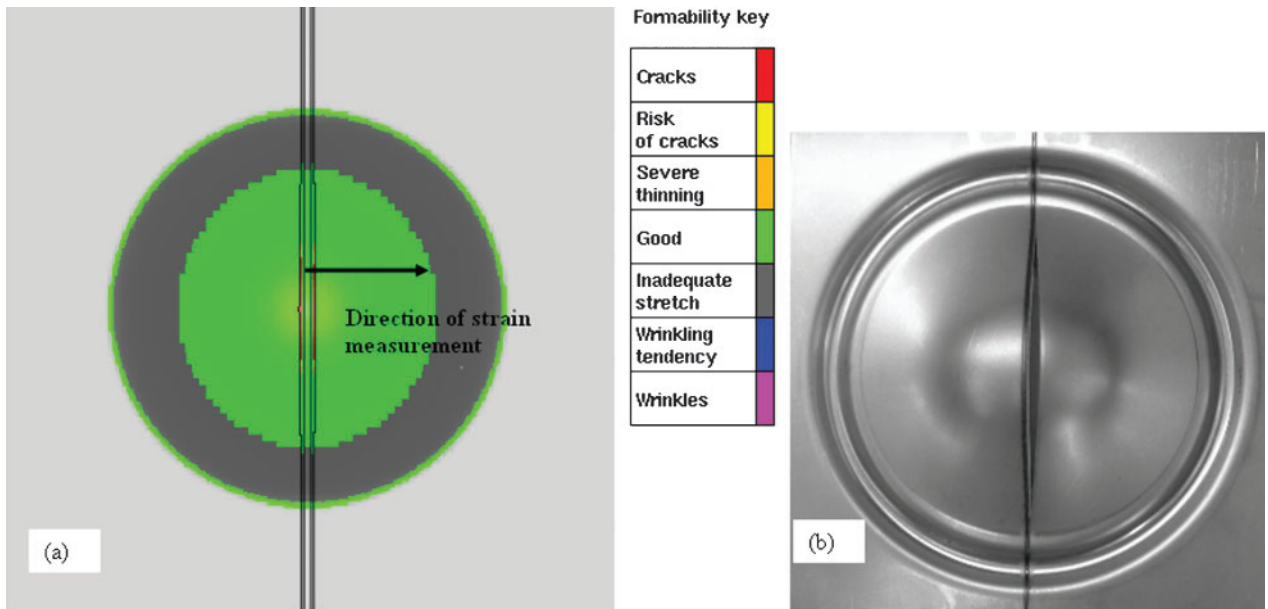 Formability key
Cracks
Risk
of cracks
Severe
thinning
Good
Inadequate
stretch
Wrinkling
tendency
Wrinkles
Direction of strain
measurement
(a)
(b)